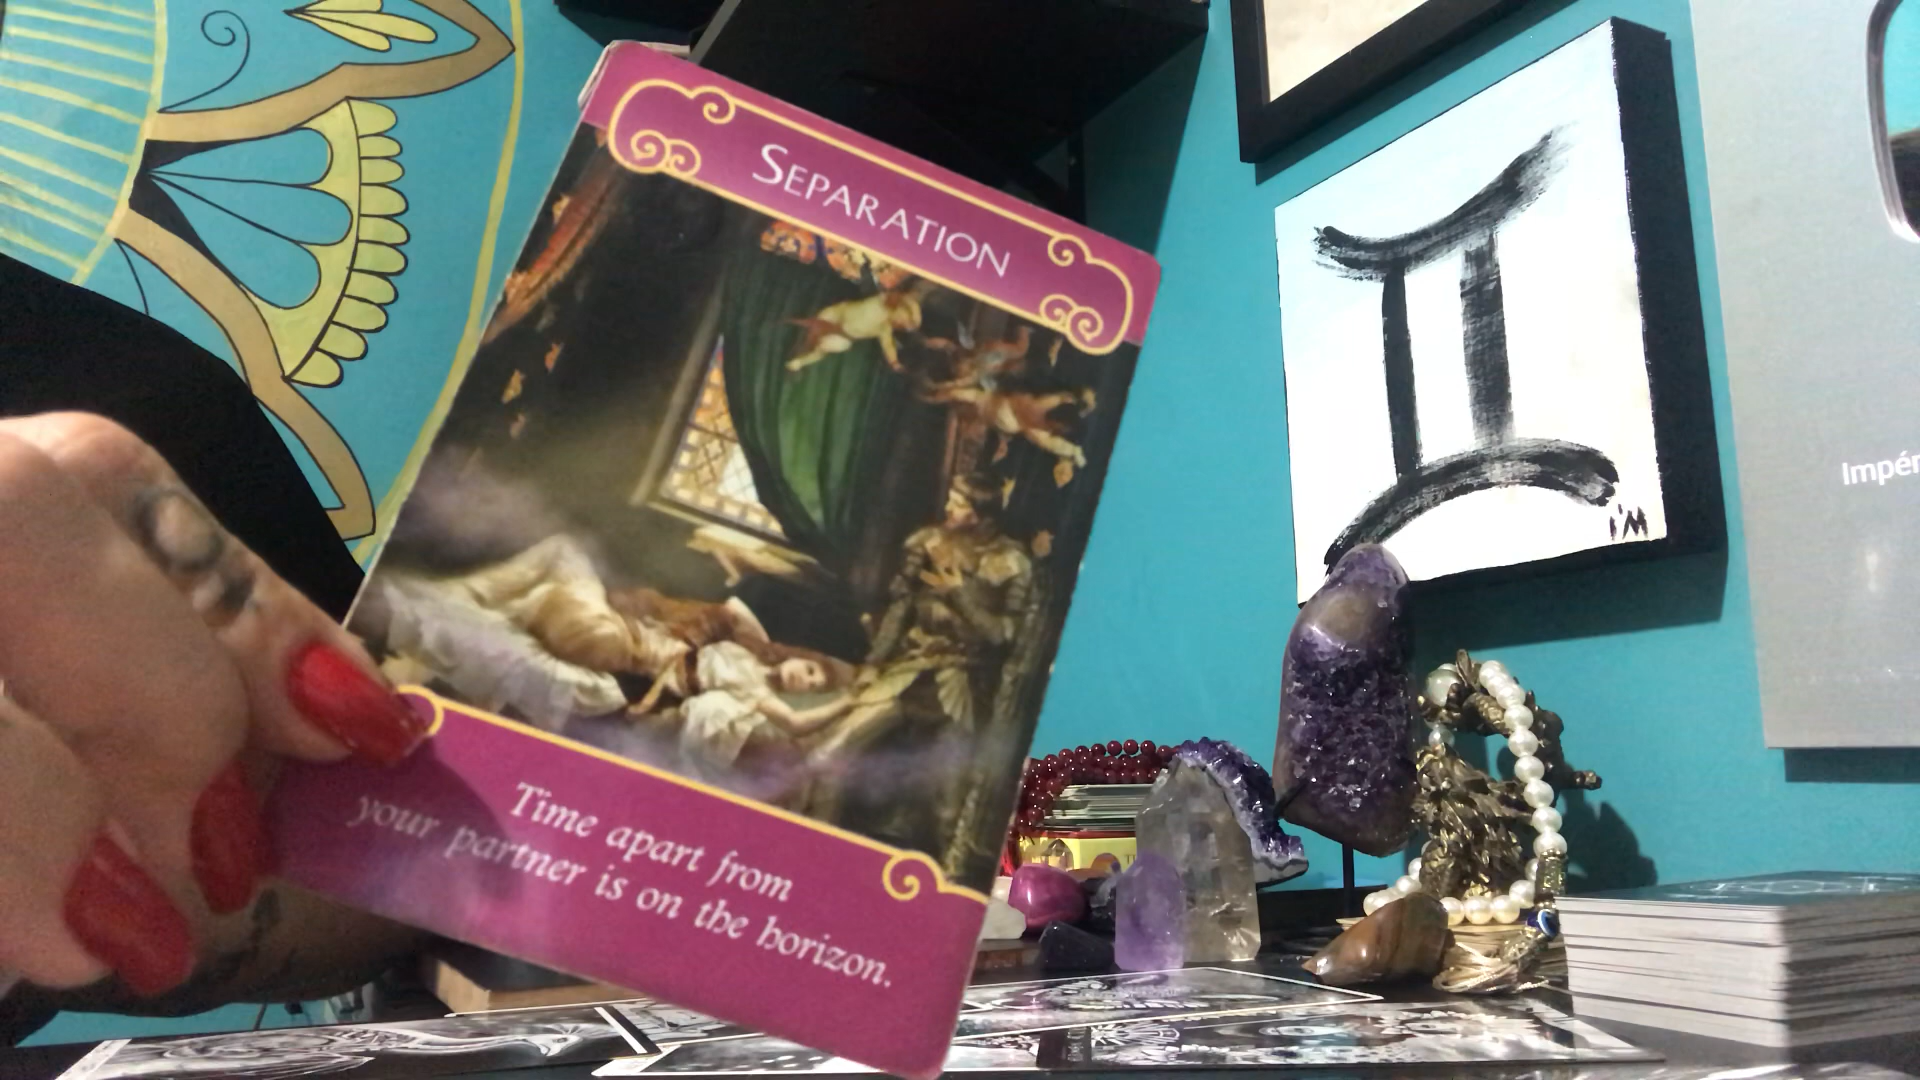 SEPARATION
Time apart from
your partner is on the horizon.
I'M
Impér